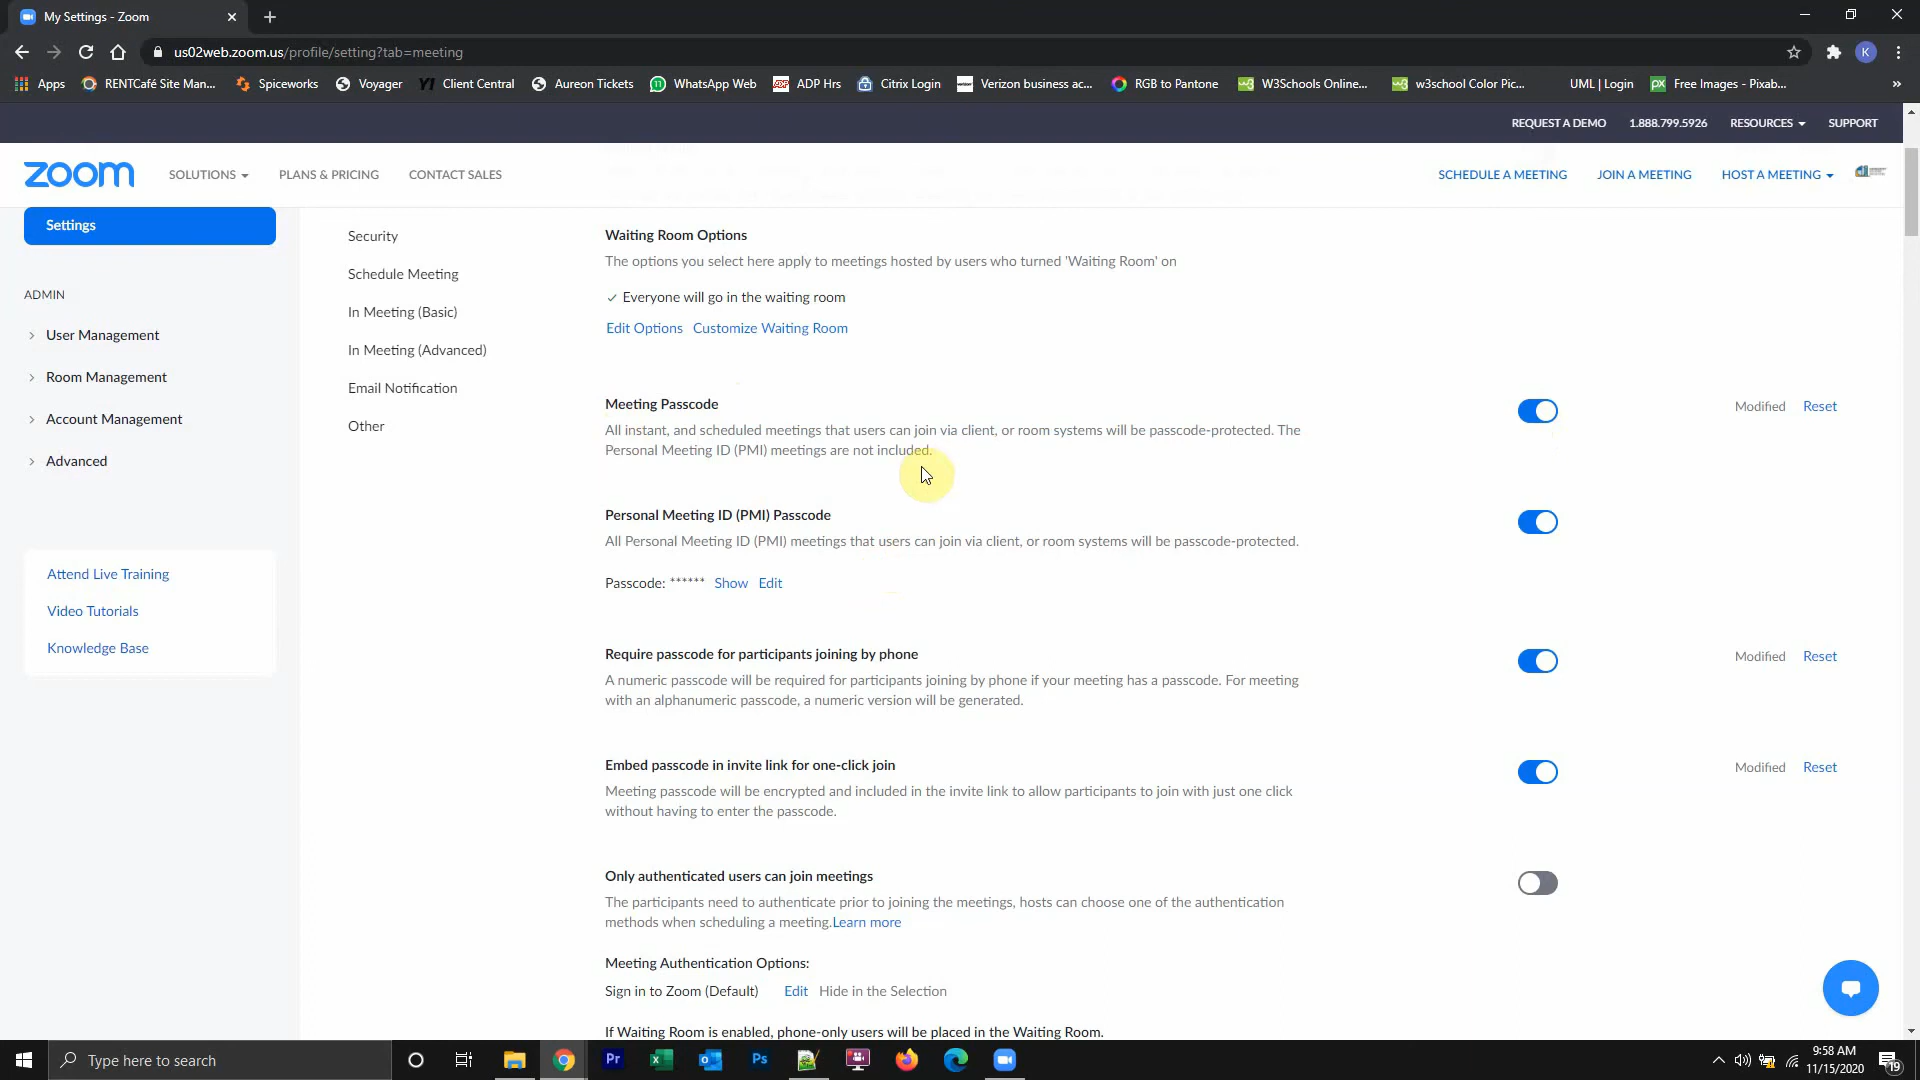 My Settings - Zoom
us02web.zoom.us/profile/setting?tab=meeting
K
Apps RENTCafé Site Man... Spiceworks Voyager Client Central Aureon Tickets WhatsApp Web ADP Hrs Citrix Login Verizon business ac... RGB to Pantone W3Schools Online... w3school Color Pic... UML | Login px Free Images - Pixab... »
REQUEST A DEMO 1.888.799.5926 RESOURCES SUPPORT
zoom SOLUTIONS PLANS & PRICING CONTACT SALES SCHEDULE A MEETING JOIN A MEETING HOST A MEETING
Settings
ADMIN
User Management
Room Management
Account Management
Advanced
Attend Live Training
Video Tutorials
Knowledge Base
Security
Schedule Meeting
In Meeting (Basic)
In Meeting (Advanced)
Email Notification
Other
Waiting Room Options
The options you select here apply to meetings hosted by users who turned 'Waiting Room' on
✓ Everyone will go in the waiting room
Edit Options Customize Waiting Room
Meeting Passcode
Modified Reset
All instant, and scheduled meetings that users can join via client, or room systems will be passcode-protected. The
Personal Meeting ID (PMI) meetings are not included.
Personal Meeting ID (PMI) Passcode
All Personal Meeting ID (PMI) meetings that users can join via client, or room systems will be passcode-protected.
Passcode: ****** Show Edit
Require passcode for participants joining by phone
Modified Reset
A numeric passcode will be required for participants joining by phone if your meeting has a passcode. For meeting
with an alphanumeric passcode, a numeric version will be generated.
Embed passcode in invite link for one-click join
Modified Reset
Meeting passcode will be encrypted and included in the invite link to allow participants to join with just one click
without having to enter the passcode.
Only authenticated users can join meetings
The participants need to authenticate prior to joining the meetings, hosts can choose one of the authentication
methods when scheduling a meeting.Learn more
Meeting Authentication Options:
Sign in to Zoom (Default) Edit Hide in the Selection
If Waiting Room is enabled, phone-only users will be placed in the Waiting Room.
Type here to search
Pr
Ps
9:58 AM
11/15/2020
19